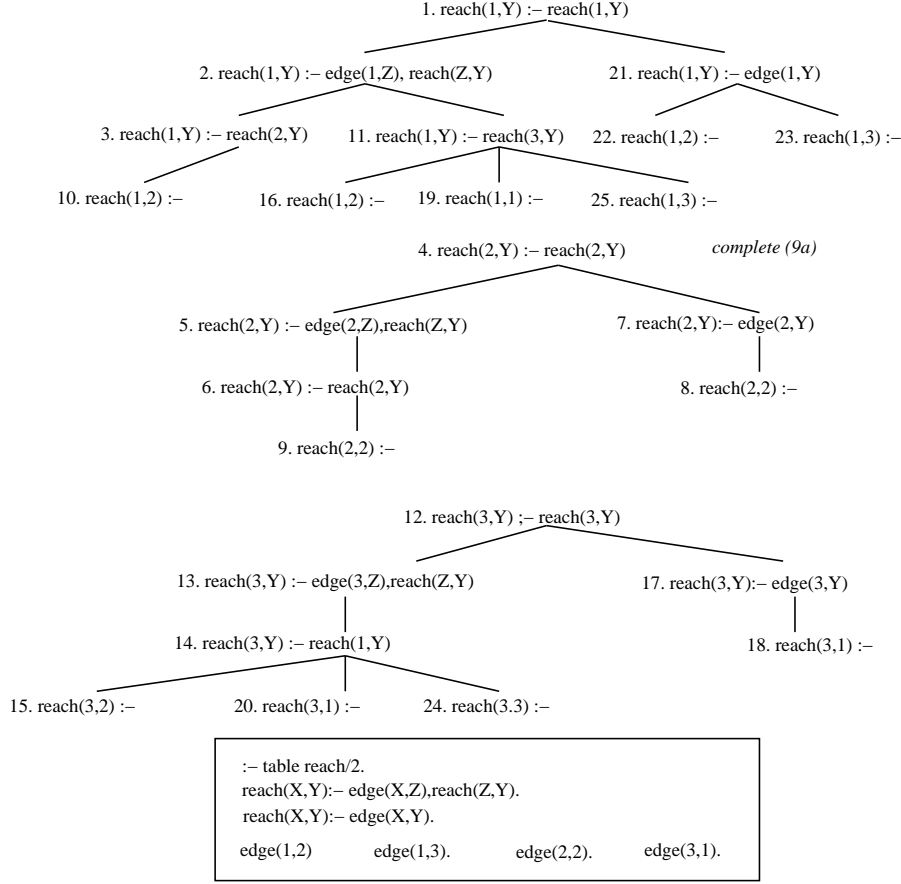 1. reach(1,Y) :– reach(1,Y)
2. reach(1,Y) :– edge(1,Z), reach(Z,Y)
21. reach(1,Y) :– edge(1,Y)
3. reach(1,Y) :– reach(2,Y)
11. reach(1,Y) :– reach(3,Y)
22. reach(1,2) :–
23. reach(1,3) :–
10. reach(1,2) :–
16. reach(1,2) :–
19. reach(1,1) :–
25. reach(1,3) :–
4. reach(2,Y) :– reach(2,Y)
complete (9a)
5. reach(2,Y) :– edge(2,Z),reach(Z,Y)
7. reach(2,Y):– edge(2,Y)
6. reach(2,Y) :– reach(2,Y)
8. reach(2,2) :–
9. reach(2,2) :–
12. reach(3,Y) ;– reach(3,Y)
13. reach(3,Y) :– edge(3,Z),reach(Z,Y)
17. reach(3,Y):– edge(3,Y)
14. reach(3,Y) :– reach(1,Y)
18. reach(3,1) :–
15. reach(3,2) :–
20. reach(3,1) :–
24. reach(3.3) :–
:– table reach/2.
reach(X,Y):– edge(X,Z),reach(Z,Y).
reach(X,Y):– edge(X,Y).
edge(1,2) edge(1,3). edge(2,2). edge(3,1).